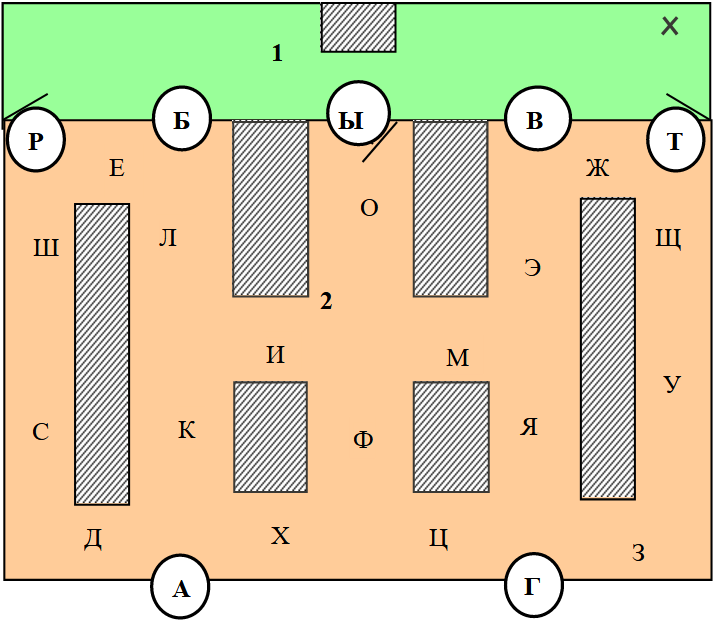 1
Р Б Ы В Т
Е Ж
О
Ш Л Э Щ
2
И М
У
С К Ф Я
Д Х Ц З
А Г